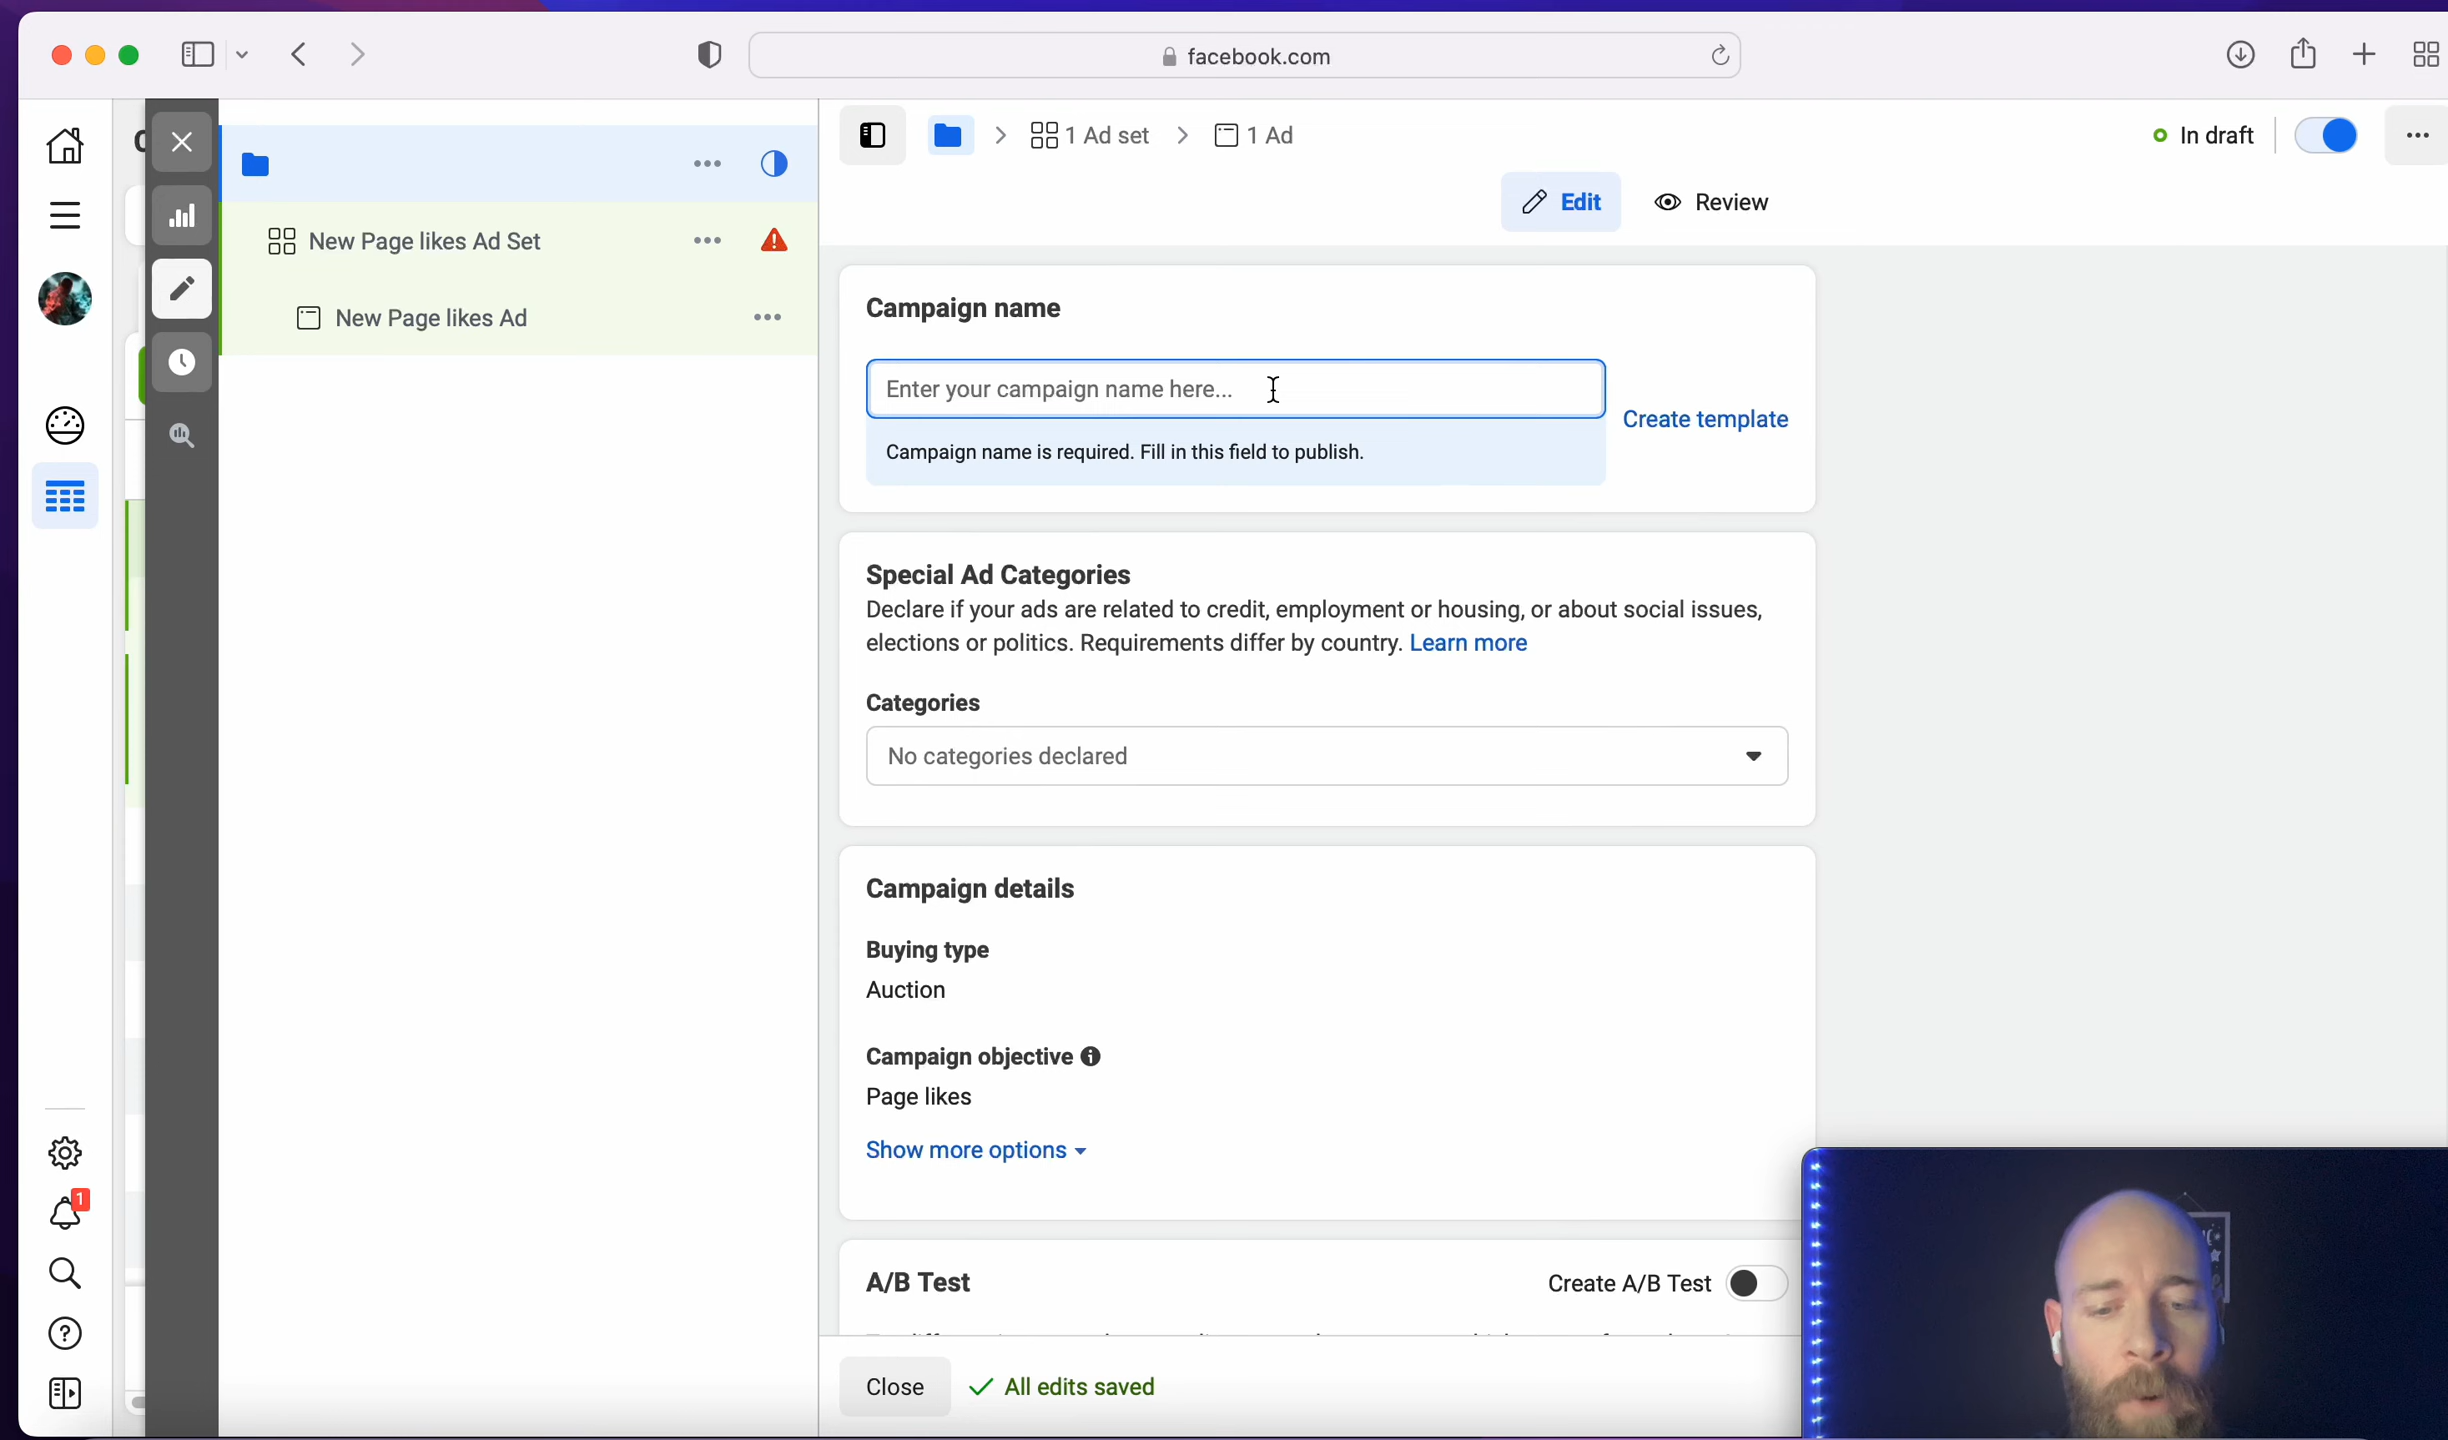 facebook.com
1 Ad set
1 Ad
In draft
Edit
Review
New Page likes Ad Set
New Page likes Ad
Campaign name
Enter your campaign name here...
Create template
Campaign name is required. Fill in this field to publish.
Special Ad Categories
Declare if your ads are related to credit, employment or housing, or about social issues,
elections or politics. Requirements differ by country. Learn more
Categories
No categories declared
Campaign details
Buying type
Auction
Campaign objective
Page likes
Show more options
1
A/B Test
Create A/B Test
Close
All edits saved